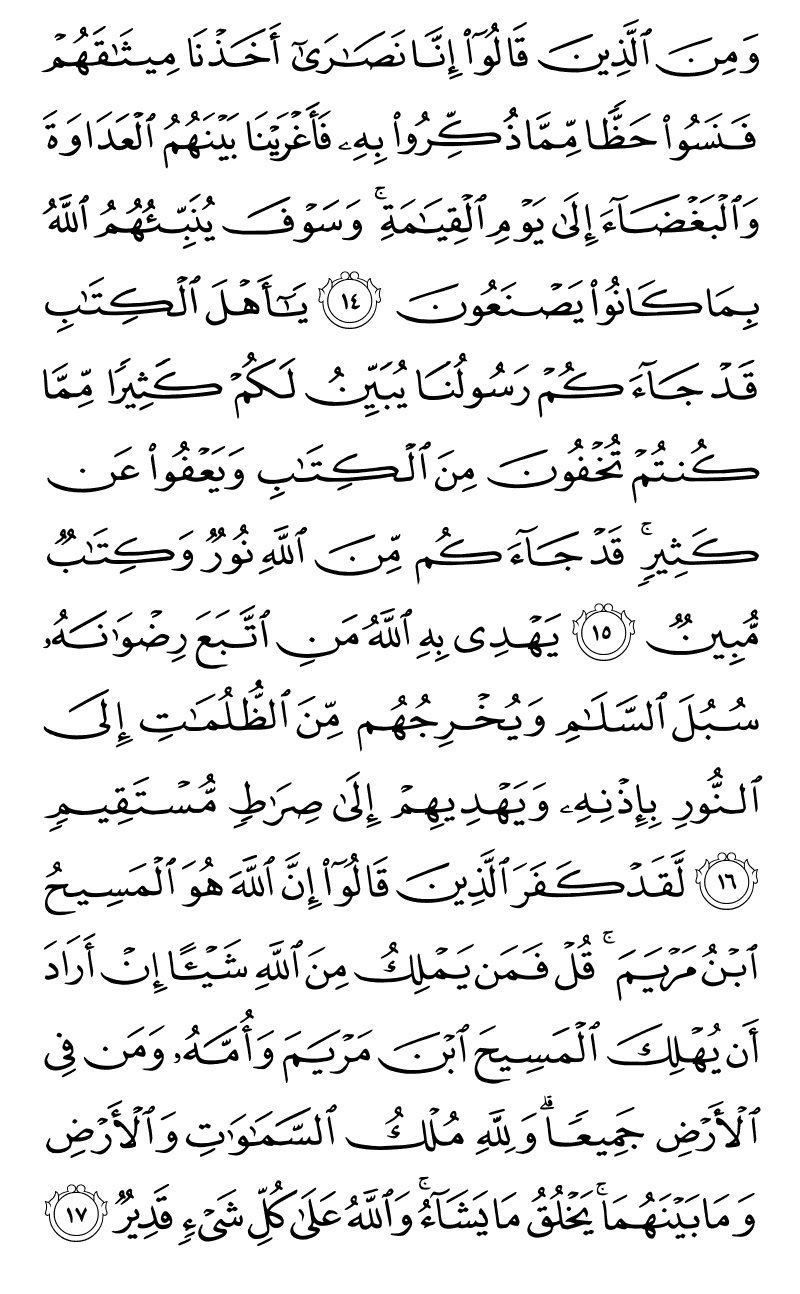 وَمِنَ ٱلَّذِينَ قَالُوٓا۟ إِنَّا نَصَٰرَىٰٓ أَخَذْنَا مِيثَٰقَهُمْ
فَنَسُوا۟ حَظًّا مِّمَّا ذُكِّرُوا۟ بِهِۦ فَأَغْرَيْنَا بَيْنَهُمُ ٱلْعَدَاوَةَ
وَٱلْبَغْضَآءَ إِلَىٰ يَوْمِ ٱلْقِيَٰمَةِ ۚ وَسَوْفَ يُنَبِّئُهُمُ ٱللَّهُ
بِمَا كَانُوا۟ يَصْنَعُونَ ١٤ يَٰٓأَهْلَ ٱلْكِتَٰبِ
قَدْ جَآءَكُمْ رَسُولُنَا يُبَيِّنُ لَكُمْ كَثِيرًا مِّمَّا
كُنتُمْ تُخْفُونَ مِنَ ٱلْكِتَٰبِ وَيَعْفُوا۟ عَن
كَثِيرٍ ۚ قَدْ جَآءَكُم مِّنَ ٱللَّهِ نُورٌ وَكِتَٰبٌ
مُّبِينٌ ١٥ يَهْدِى بِهِ ٱللَّهُ مَنِ ٱتَّبَعَ رِضْوَٰنَهُۥ
سُبُلَ ٱلسَّلَٰمِ وَيُخْرِجُهُم مِّنَ ٱلظُّلُمَٰتِ إِلَى
ٱلنُّورِ بِإِذْنِهِۦ وَيَهْدِيهِمْ إِلَىٰ صِرَٰطٍ مُّسْتَقِيمٍ
١٦ لَّقَدْ كَفَرَ ٱلَّذِينَ قَالُوٓا۟ إِنَّ ٱللَّهَ هُوَ ٱلْمَسِيحُ
ٱبْنُ مَرْيَمَ ۚ قُلْ فَمَن يَمْلِكُ مِنَ ٱللَّهِ شَيْـًٔا إِنْ أَرَادَ
أَن يُهْلِكَ ٱلْمَسِيحَ ٱبْنَ مَرْيَمَ وَأُمَّهُۥ وَمَن فِى
ٱلْأَرْضِ جَمِيعًا ۗ وَلِلَّهِ مُلْكُ ٱلسَّمَٰوَٰتِ وَٱلْأَرْضِ
وَمَا بَيْنَهُمَا ۚ يَخْلُقُ مَا يَشَآءُ ۚ وَٱللَّهُ عَلَىٰ كُلِّ شَىْءٍ قَدِيرٌ ١٧